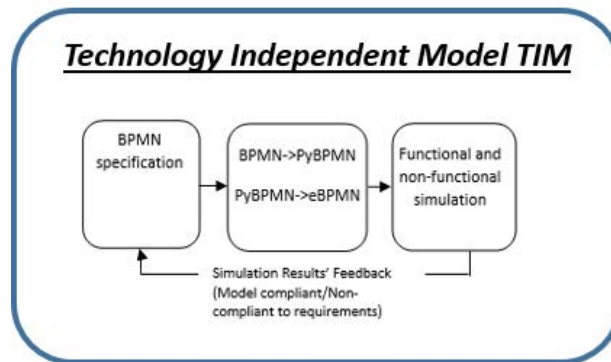 Technology Independent Model TIM
BPMN
specification
BPMN->PyBPMN
PyBPMN->eBPMN
Functional and
non-functional
simulation
Simulation Results' Feedback
(Model compliant/Non-
compliant to requirements)